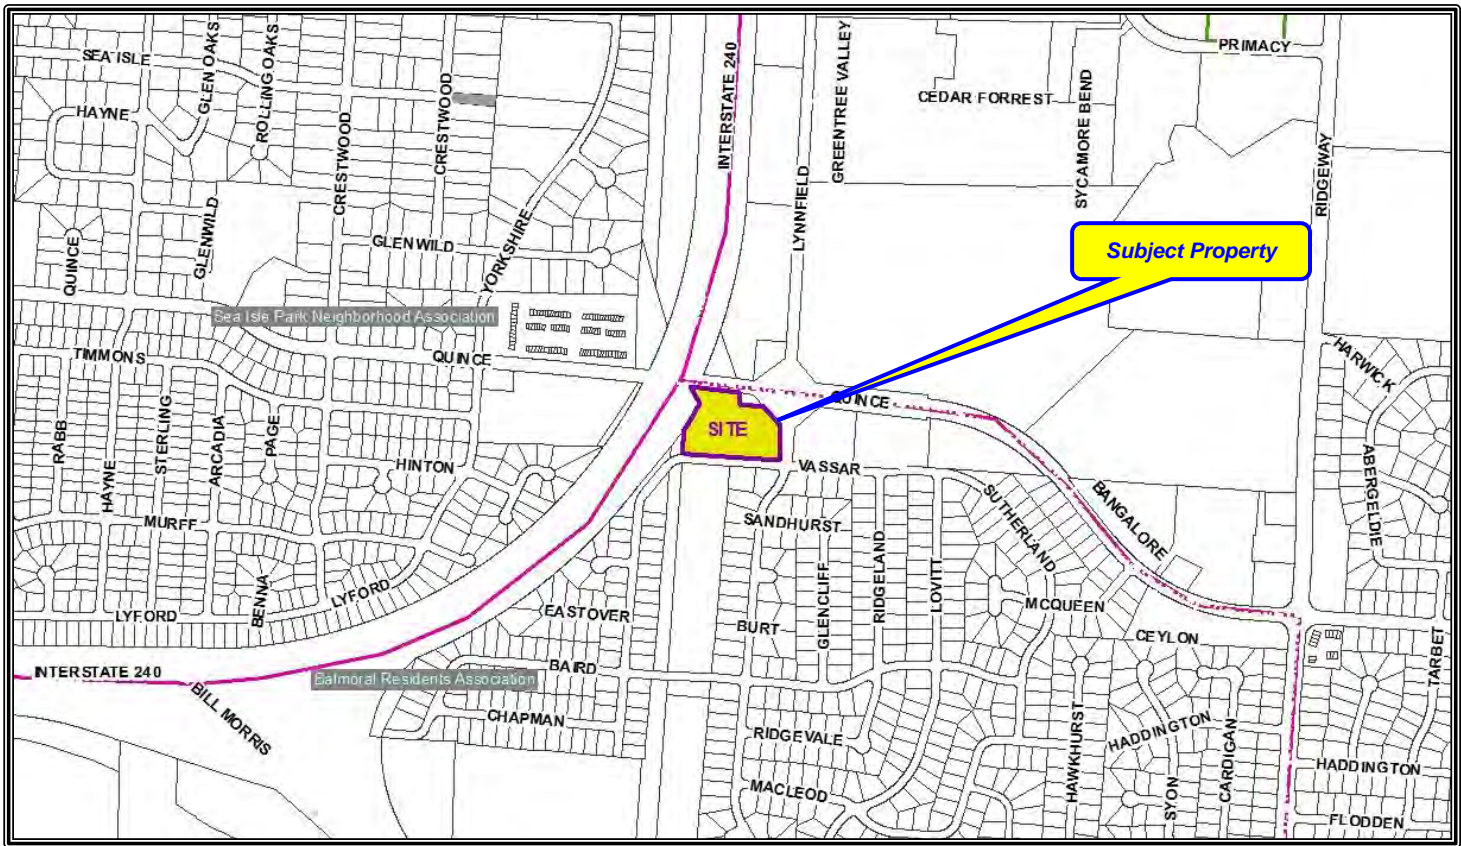 SEA ISLE
GLEN OAKS
ROLLING OAKS
CRESTWOOD
CRESTWOOD
HAYNE
INTERSTATE 240
GREENTREE VALLEY
PRIMACY
CEDAR FORREST
SYCAMORE BEND
RIDGEWAY
QUINCE
GLENWILD
GLENWILD
YORKSHIRE
LYNNFIELD
Subject Property
Sea Isle Park Neighborhood Association
TIMMONS
QUINCE
HARWICK
QUINCE
SITE
RABB
HAYNE
STERLING
ARCADIA
PAGE
HINTON
VASSAR
ABERGELDIE
MURFF
SANDHURST
SUTHERLAND
BANGALORE
BENNA
LYFORD
LYFORD
EASTOVER
BURT
GLENCLIFF
RIDGELAND
LOVITT
MCQUEEN
CEYLON
TARBET
INTERSTATE 240
BILL MORRIS
Balmoral Residents Association
BAIRD
CHAPMAN
RIDGEVALE
MACLEOD
HAWKHURST
HADDINGTON
SYON
CARDIGAN
HADDINGTON
FLODDEN